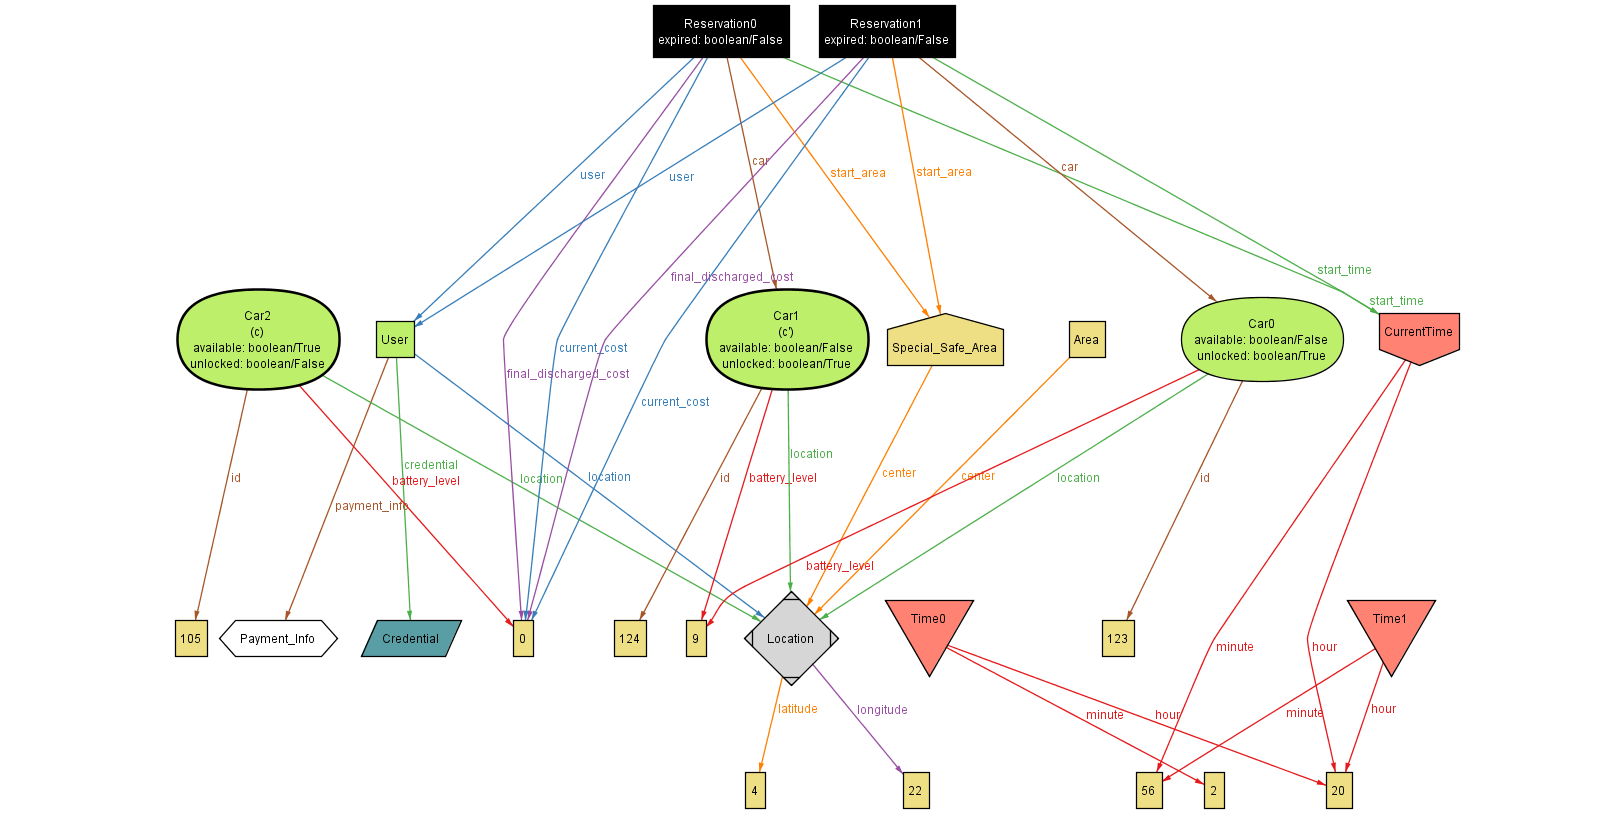 Reservation0
expired: boolean/False
Reservation1
expired: boolean/False
car
car
user
user
start_area
start_area
final_discharged_cost
start_time
start_time
Car2
(c)
available: boolean/True
unlocked: boolean/False
User
Car1
(c')
available: boolean/False
unlocked: boolean/True
Special_Safe_Area
Area
Car0
available: boolean/False
unlocked: boolean/True
CurrentTime
current_cost
final_discharged_cost
current_cost
location
credential
center
center
id
battery_level
location
location
id
battery_level
location
id
payment_info
battery_level
105
Payment_Info
Credential
0
124
9
Location
Time0
123
Time1
minute
hour
latitude
longitude
minute
hour
minute
hour
4
22
56
2
20